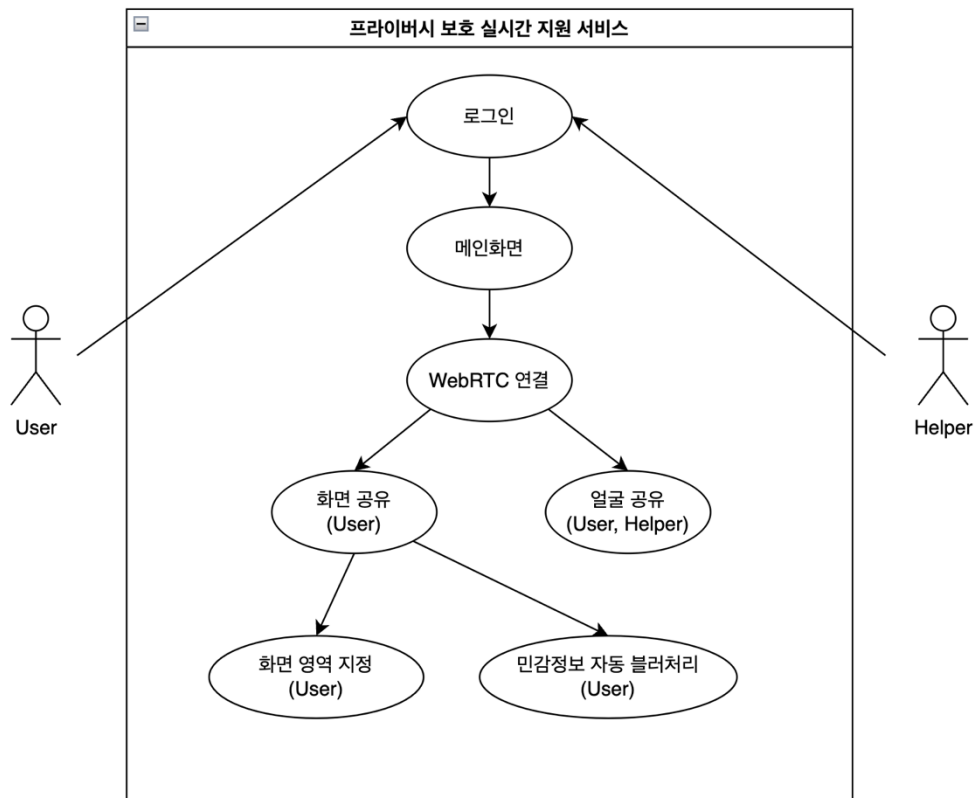 프라이버시 보호 실시간 지원 서비스
로그인
메인화면
WebRTC 연결
User
Helper
화면 공유
(User)
얼굴 공유
(User, Helper)
화면 영역 지정
(User)
민감정보 자동 블러처리
(User)